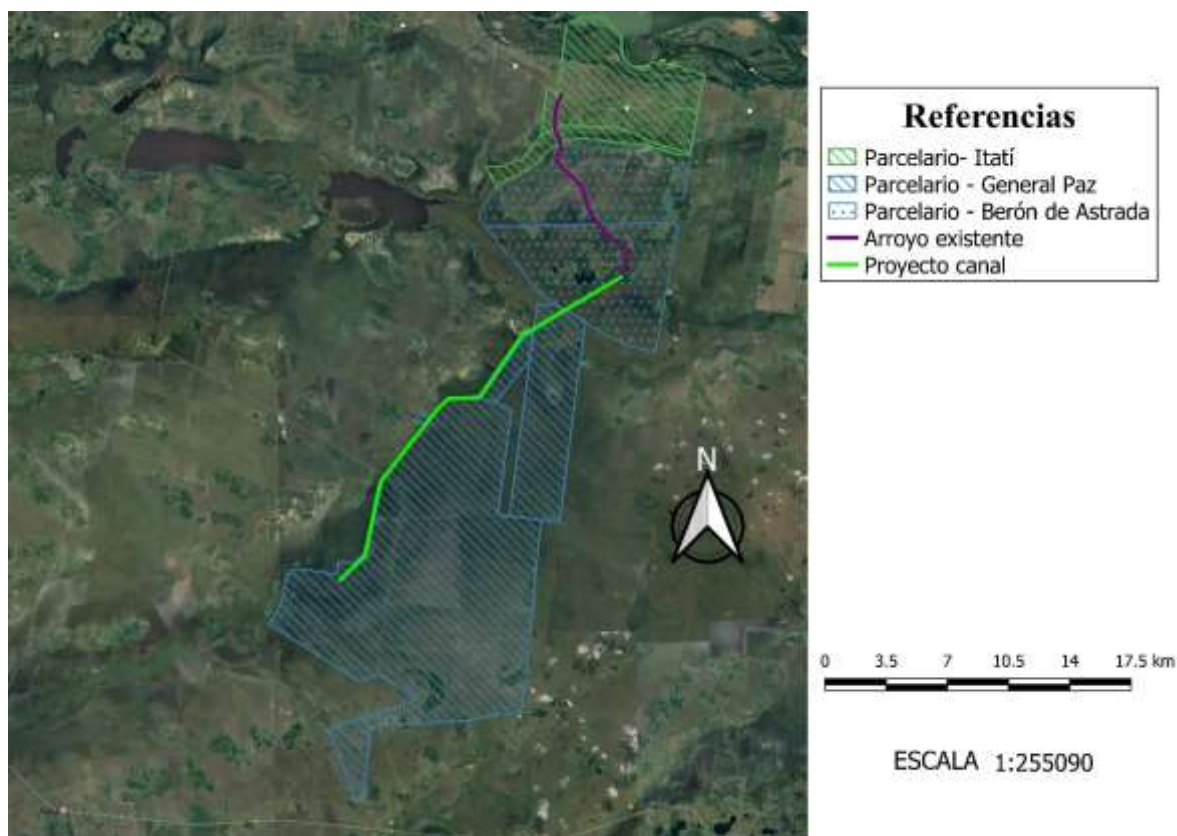 Referencias
Parcelario- Itatí
Parcelario - General Paz
Parcelario - Berón de Astrada
Arroyo existente
Proyecto canal
N
0 3.5 7 10.5 14 17.5 km
ESCALA 1:255090